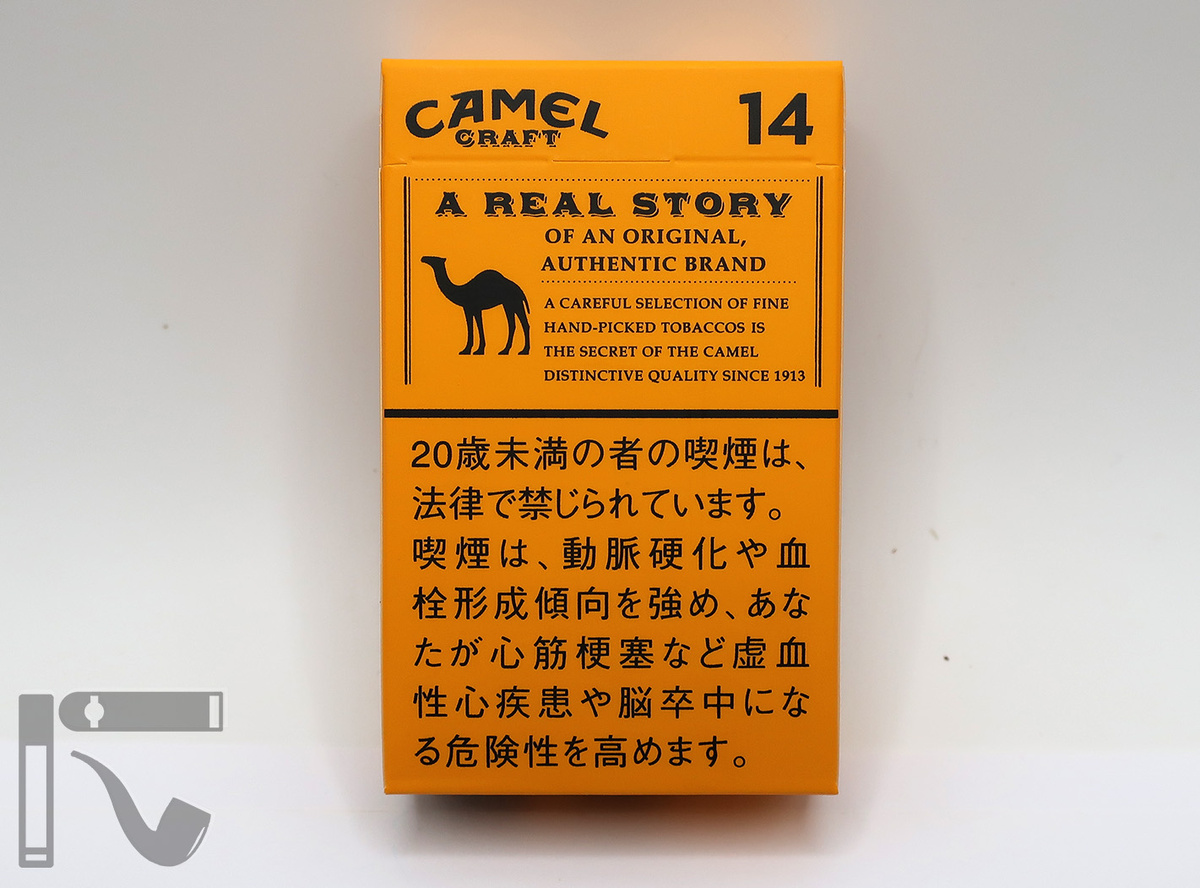 CAMEL
CRAFT
14
A REAL STORY
OF AN ORIGINAL,
AUTHENTIC BRAND
A CAREFUL SELECTION OF FINE
HAND-PICKED TOBACCOS IS
THE SECRET OF THE CAMEL
DISTINCTIVE QUALITY SINCE 1913
20歳未満の者の喫煙は、
法律で禁じられています。
喫煙は、動脈硬化や血
栓形成傾向を強め、あな
たが心筋梗塞など虚血
性心疾患や脳卒中にな
る危険性を高めます。